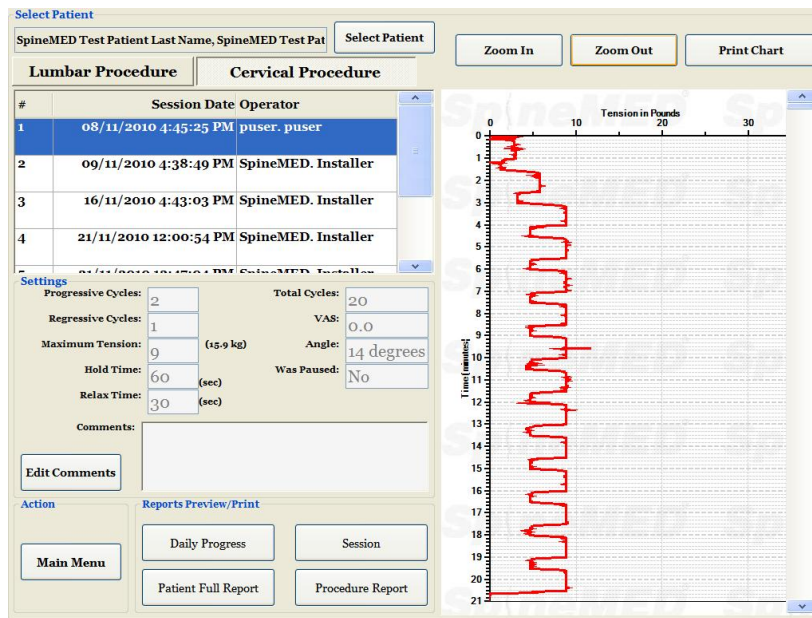 Select Patient
SpineMED Test Patient Last Name, SpineMED Test Pat
Select Patient
Zoom In
Zoom Out
Print Chart
Lumbar Procedure
Cervical Procedure
# Session Date Operator
1 08/11/2010 4:45:25 PM puser. puser
2 09/11/2010 4:38:49 PM SpineMED. Installer
3 16/11/2010 4:43:03 PM SpineMED. Installer
4 21/11/2010 12:00:54 PM SpineMED. Installer
Settings
Progressive Cycles: 2
Total Cycles: 20
Regressive Cycles: 1
VAS: 0.0
Maximum Tension: 9 (15.9 kg)
Angle: 14 degrees
Hold Time: 60 (sec)
Was Paused: No
Relax Time: 30 (sec)
Comments:
Edit Comments
Action
Main Menu
Reports Preview/Print
Daily Progress
Session
Patient Full Report
Procedure Report
SpineMED
Tension in Pounds
0 10 20 30
Time [minutes]
0
1
2
3
4
5
6
7
8
9
10
11
12
13
14
15
16
17
18
19
20
21